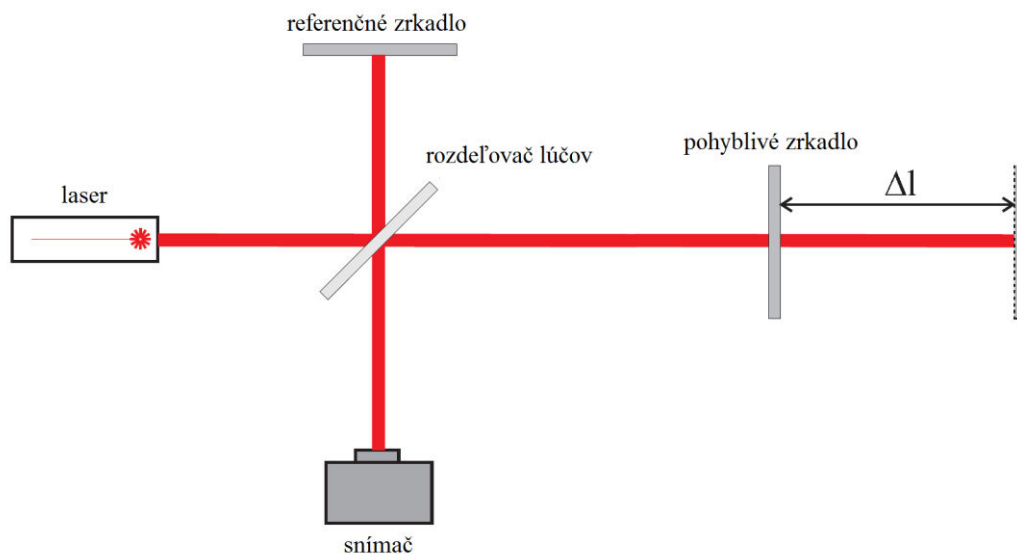 referenčné zrkadlo
rozdeľovač lúčov
pohyblivé zrkadlo
laser
Δl
snímač